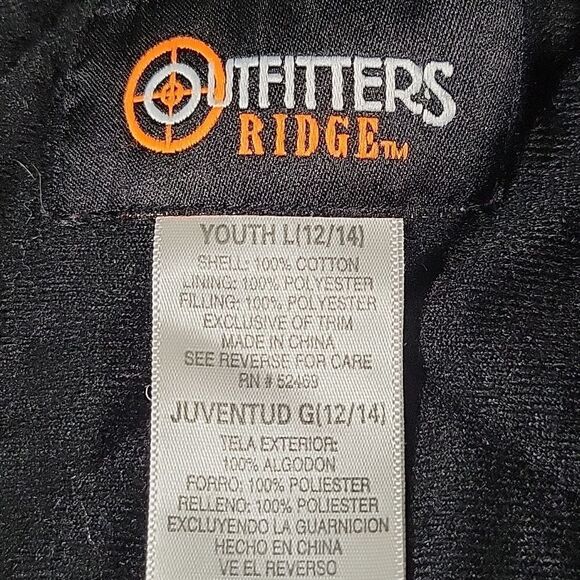 OUTFITTERS
RIDGE™
YOUTH L(12/14)
SHELL: 100% COTTON
LINING: 100% POLYESTER
FILLING: 100% POLYESTER
EXCLUSIVE OF TRIM
MADE IN CHINA
SEE REVERSE FOR CARE
RN # 52469
JUVENTUD G(12/14)
TELA EXTERIOR:
100% ALGODON
FORRO: 100% POLIESTER
RELLENO: 100% POLIESTER
EXCLUYENDO LA GUARNICION
HECHO EN CHINA
VE EL REVERSO